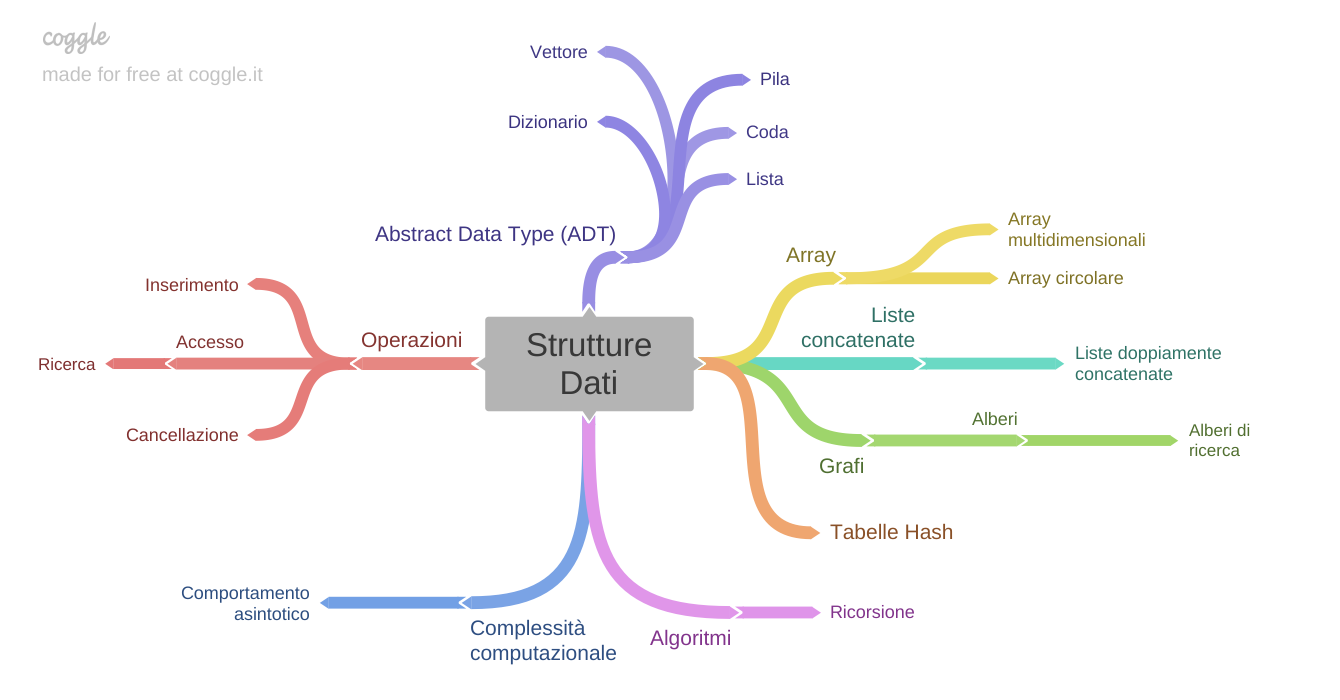 coggle
made for free at coggle.it
Vettore
Pila
Dizionario
Coda
Lista
Abstract Data Type (ADT)
Array
multidimensionali
Array
Array circolare
Inserimento
Liste
concatenate
Operazioni
Accesso
Ricerca
Strutture
Dati
Liste doppiamente
concatenate
Cancellazione
Alberi
Alberi di
ricerca
Grafi
Tabelle Hash
Comportamento
asintotico
Complessità
computazionale
Algoritmi
Ricorsione